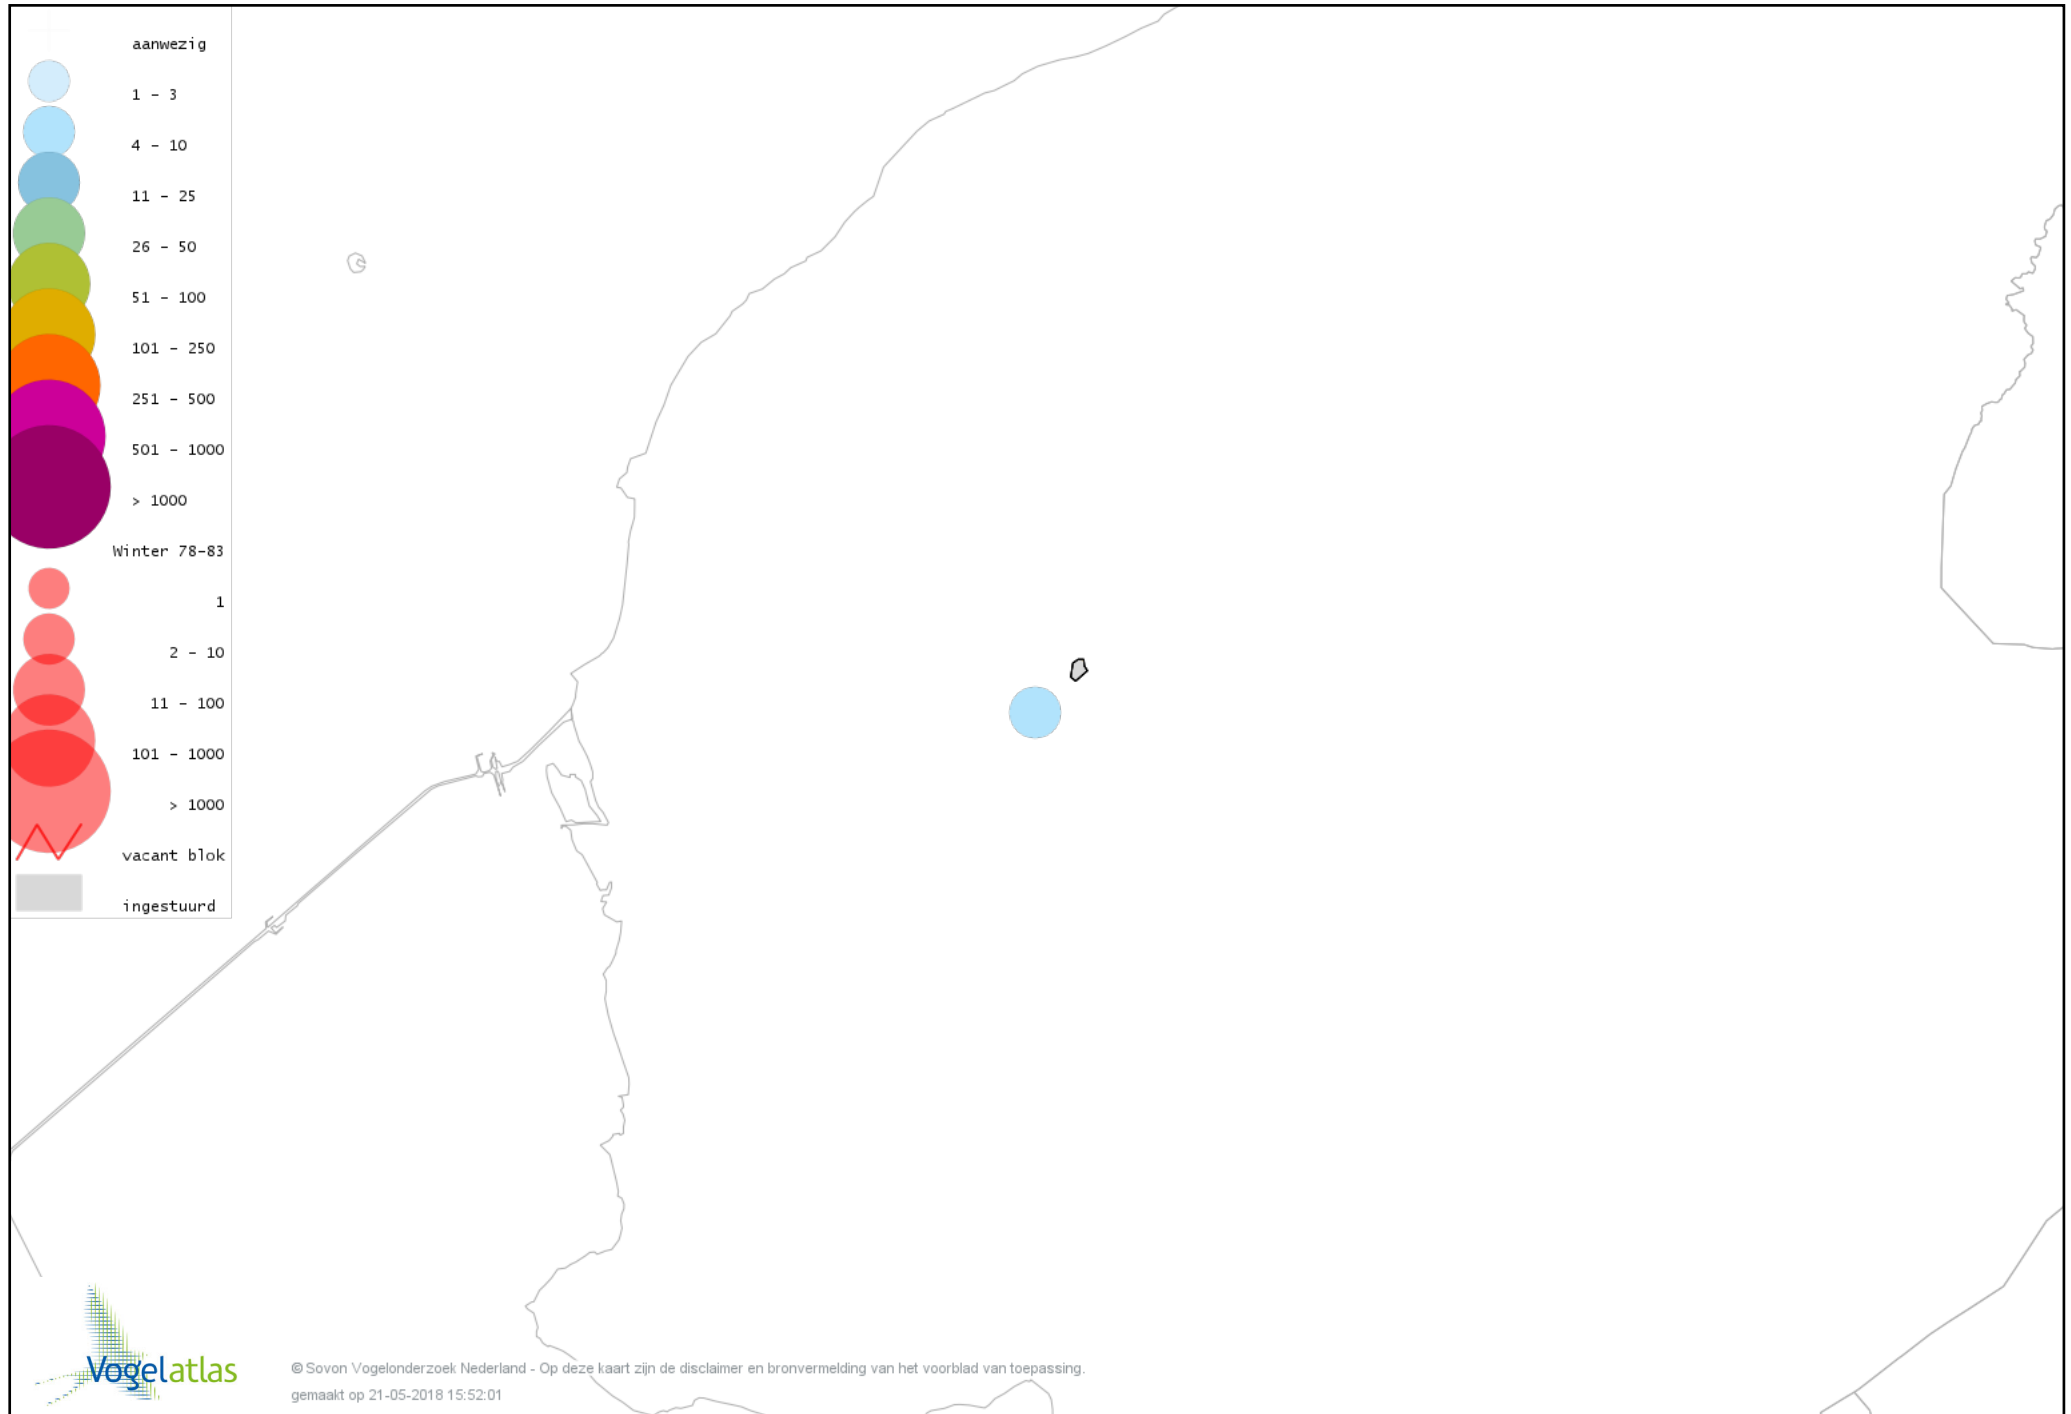 aanwezig
1 - 3
4 - 10
11 - 25
26 - 50
51 - 100
101 - 250
251 - 500
501 - 1000
> 1000
Winter 78-83
1
2 - 10
11 - 100
101 - 1000
> 1000
vacant blok
ingestuurd
Vogelatlas
© Sovon Vogelonderzoek Nederland - Op deze kaart zijn de disclaimer en bronvermelding van het voorblad van toepassing.
gemaakt op 21-05-2018 15:52:01